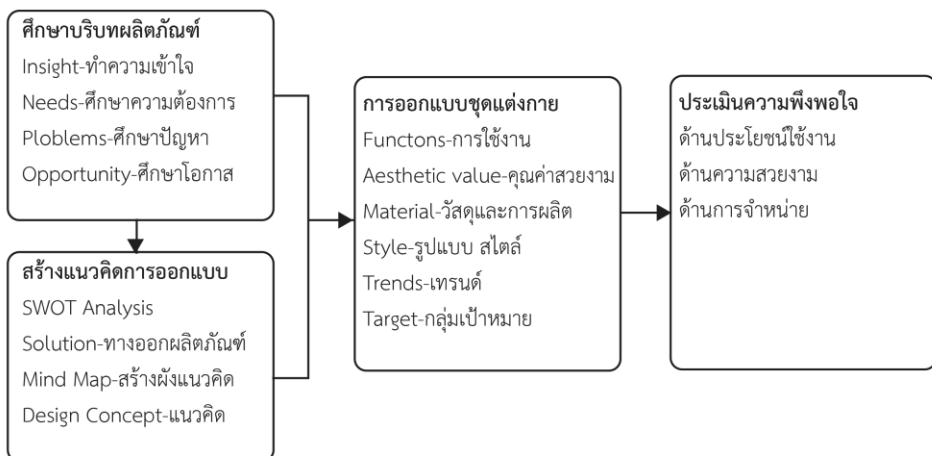 ศึกษาบริบทผลิตภัณฑ์
Insight-ทำความเข้าใจ
Needs-ศึกษาความต้องการ
Ploblems-ศึกษาปัญหา
Opportunity-ศึกษาโอกาส
สร้างแนวคิดการออกแบบ
SWOT Analysis
Solution-ทางออกผลิตภัณฑ์
Mind Map-สร้างผังแนวคิด
Design Concept-แนวคิด
การออกแบบชุดแต่งกาย
Functons-การใช้งาน
Aesthetic value-คุณค่าสวยงาม
Material-วัสดุและการผลิต
Style-รูปแบบ สไตล์
Trends-เทรนด์
Target-กลุ่มเป้าหมาย
ประเมินความพึงพอใจ
ด้านประโยชน์ใช้งาน
ด้านความสวยงาม
ด้านการจำหน่าย